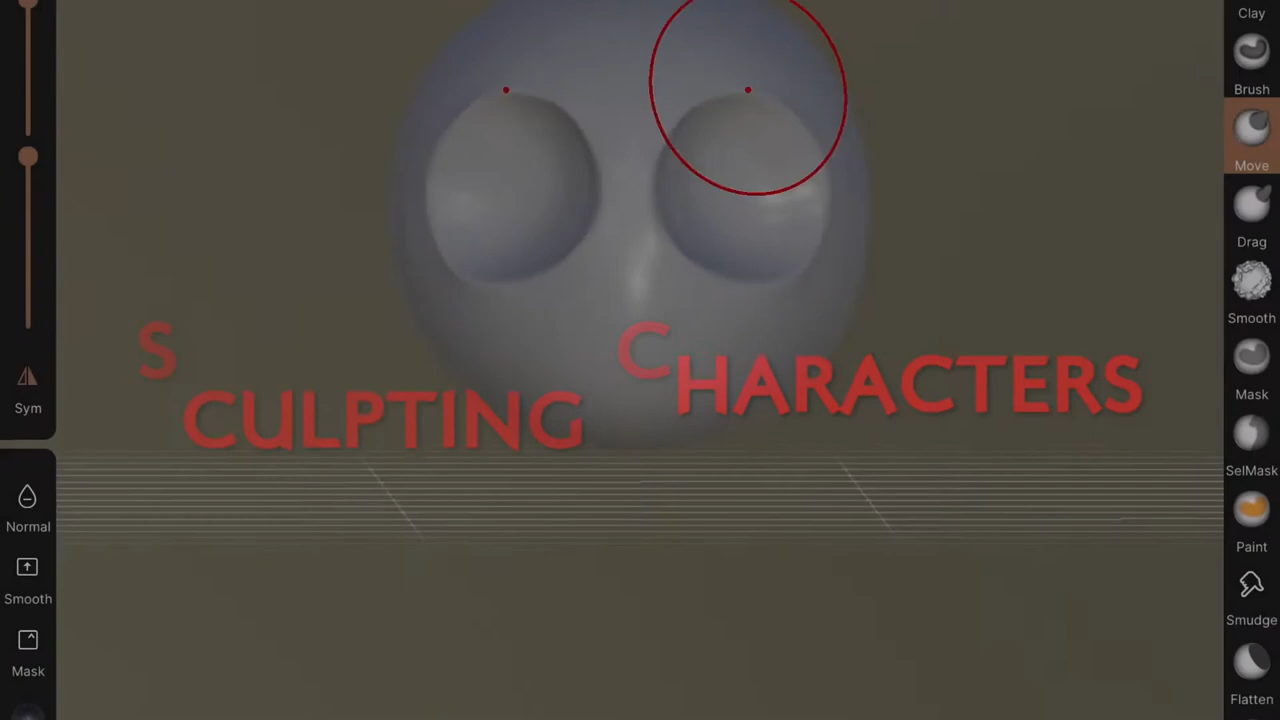 Sym
Normal
Smooth
Mask
SCULPTING CHARACTERS
Clay
Brush
Move
Drag
Smooth
Mask
SelMask
Paint
Smudge
Flatten